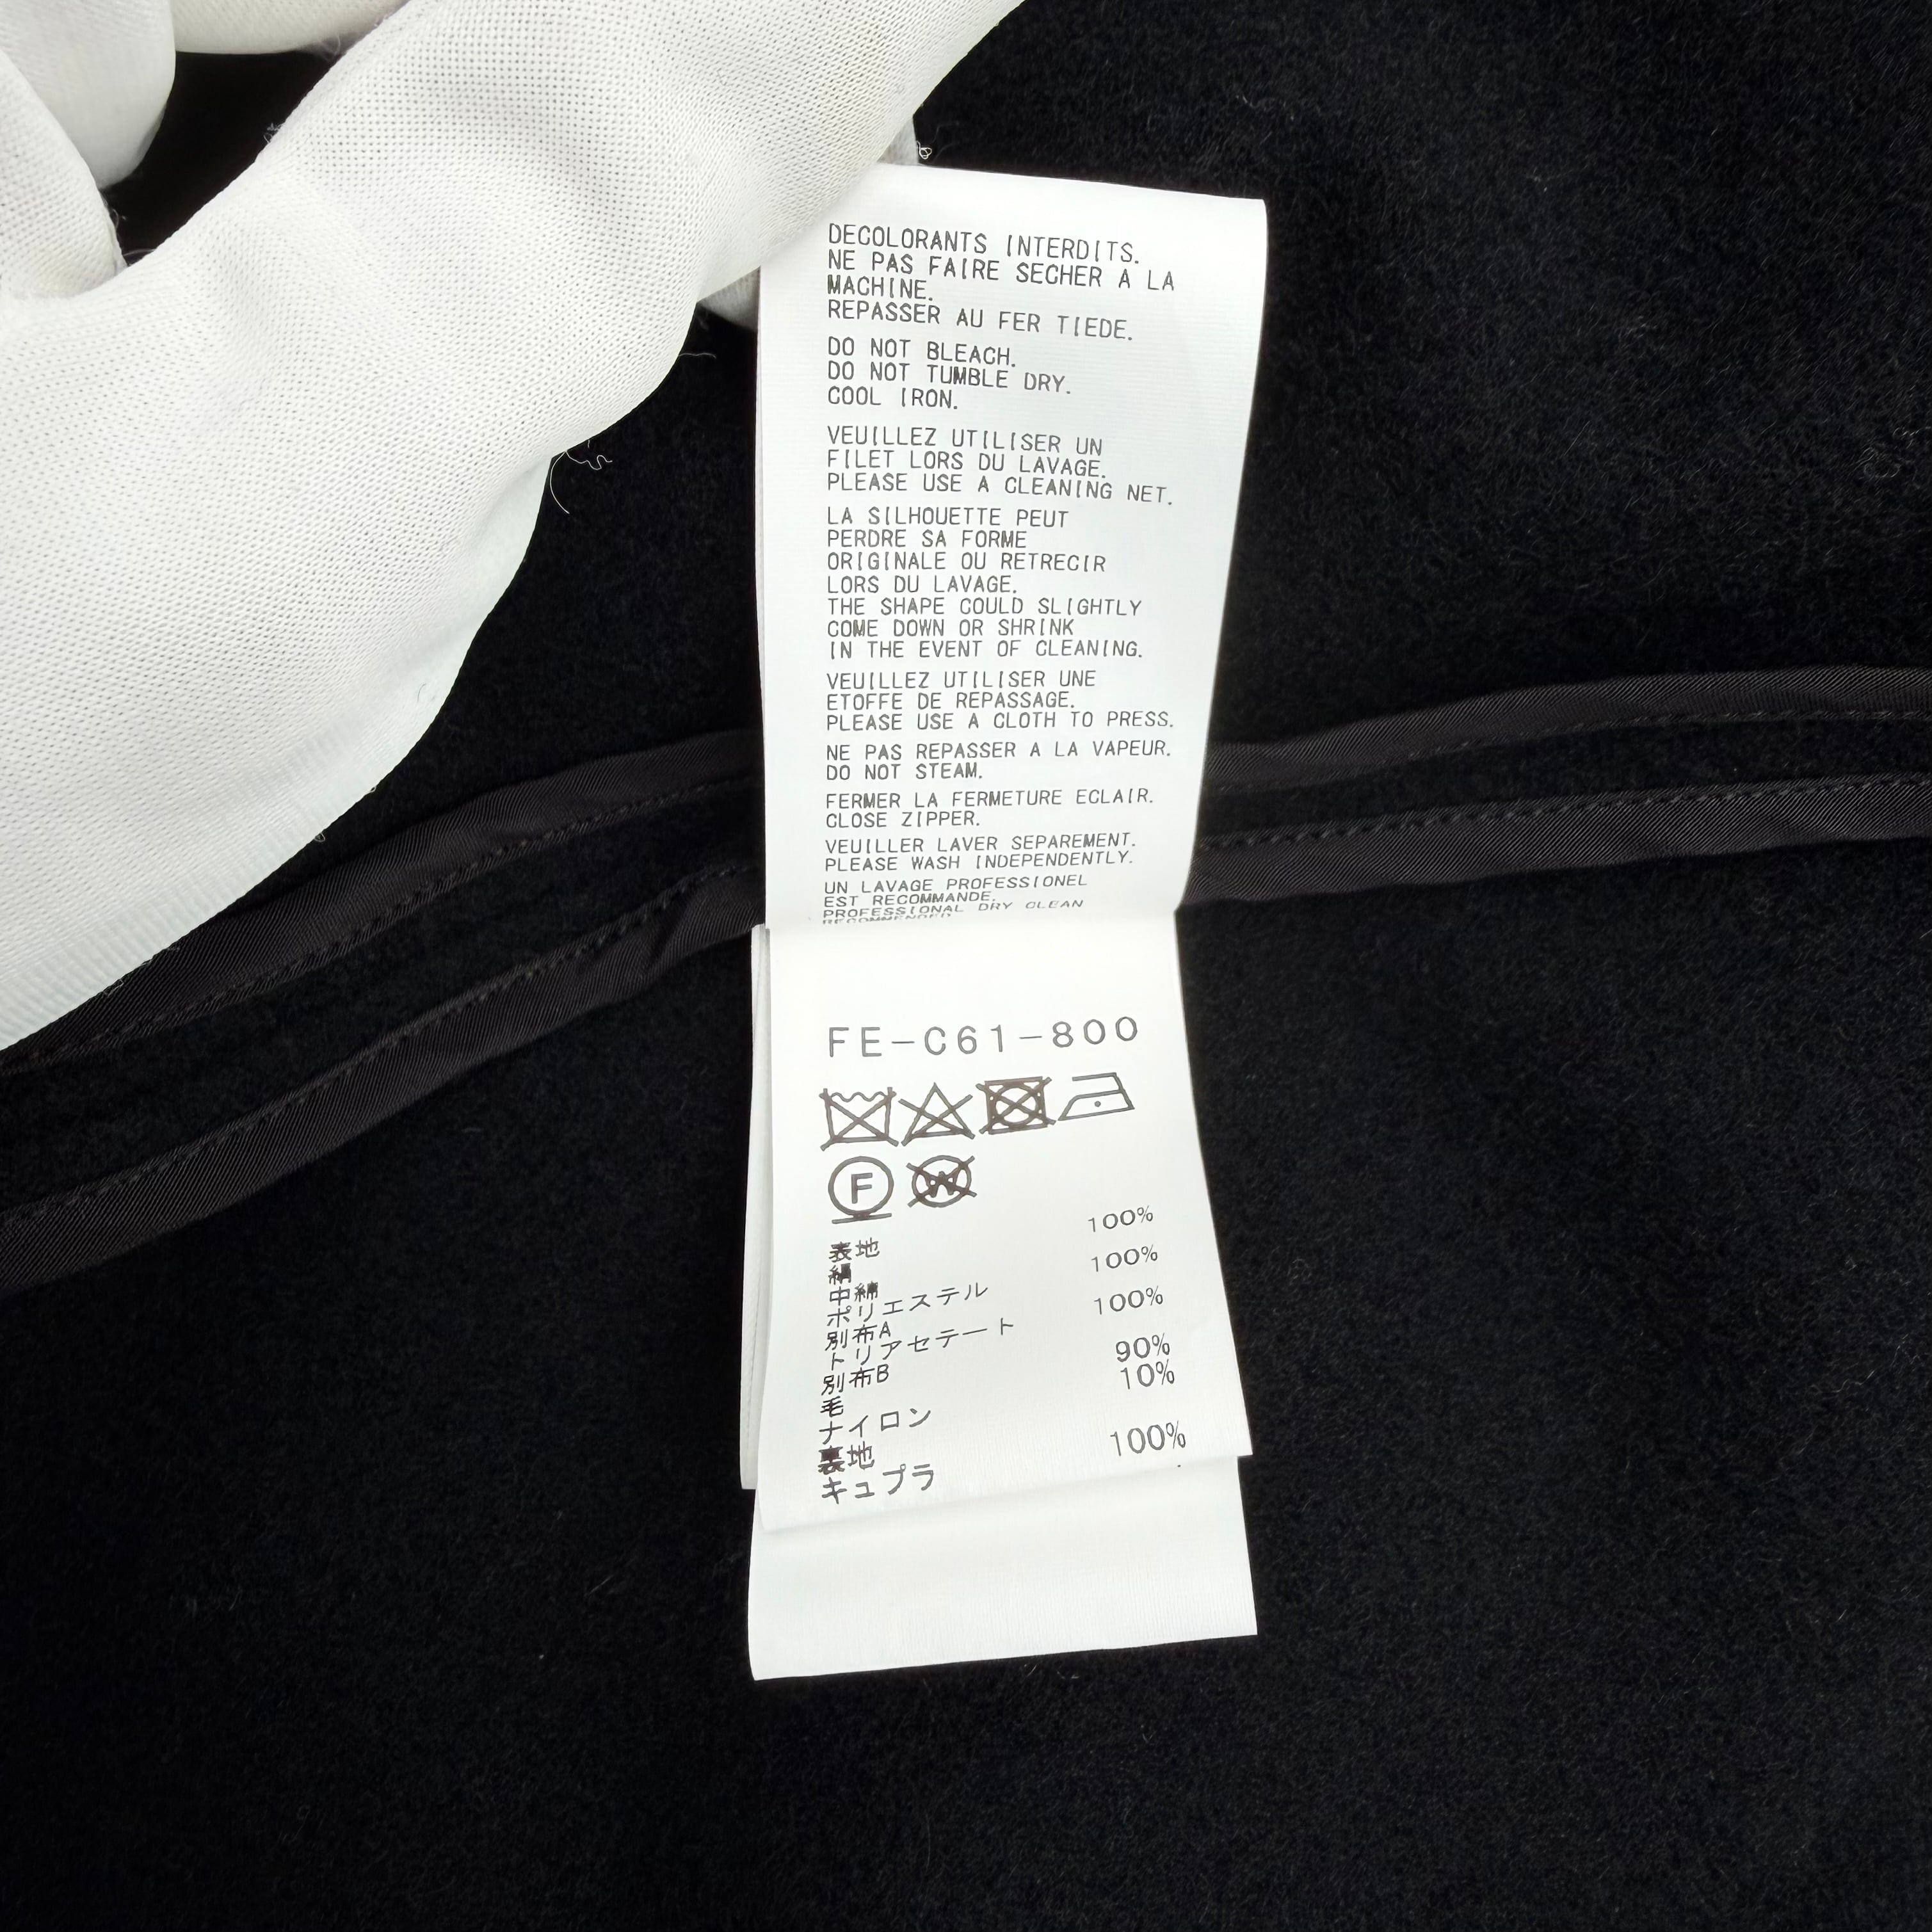 DECOLORANTS INTERDITS.
NE PAS FAIRE SECHER A LA
MACHINE.
REPASSER AU FER TIEDE.
DO NOT BLEACH.
DO NOT TUMBLE DRY.
COOL IRON.
VEUILLEZ UTILISER UN
FILET LORS DU LAVAGE.
PLEASE USE A CLEANING NET.
LA SILHOUETTE PEUT
PERDRE SA FORME
ORIGINALE OU RETRECIR
LORS DU LAVAGE.
THE SHAPE COULD SLIGHTLY
COME DOWN OR SHRINK
IN THE EVENT OF CLEANING.
VEUILLEZ UTILISER UNE
ETOFFE DE REPASSAGE.
PLEASE USE A CLOTH TO PRESS.
NE PAS REPASSER A LA VAPEUR.
DO NOT STEAM.
FERMER LA FERMETURE ECLAIR.
CLOSE ZIPPER.
VEUILLER LAVER SEPAREMENT.
PLEASE WASH INDEPENDENTLY.
UN LAVAGE PROFESSIONEL
EST RECOMMANDE.
PROFESSIONAL DRY CLEAN
RECOMMENDED.
FE-C61-800
F W
表地
絹 100%
中綿
ポリエステル 100%
別布A
トリアセテート 100%
別布B
毛 90%
ナイロン 10%
裏地
キュプラ 100%